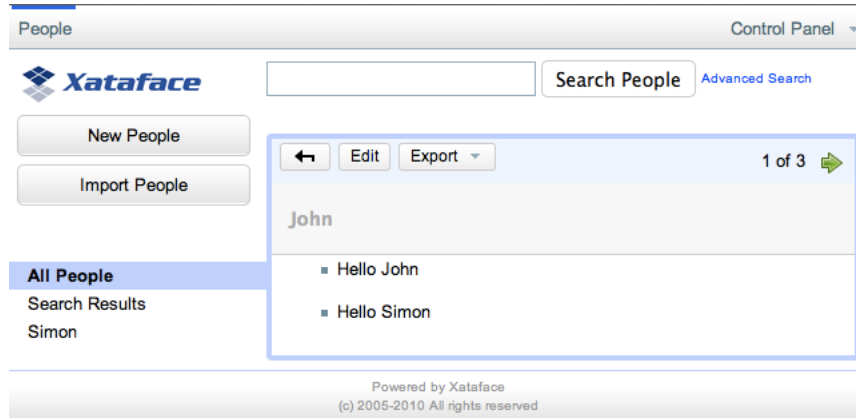 People
Control Panel
Xataface
Search People
Advanced Search
New People
Import People
Edit
Export
1 of 3
John
All People
Search Results
Simon
Hello John
Hello Simon
Powered by Xataface
(c) 2005-2010 All rights reserved